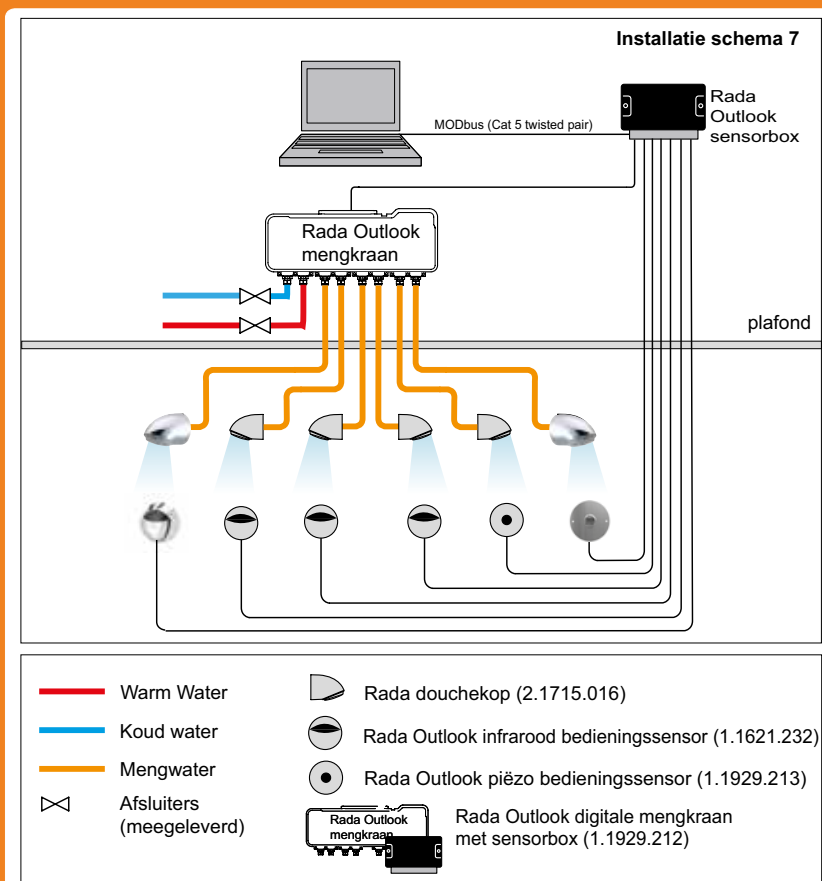 Installatie schema 7
Rada
Outlook
sensorbox
MODbus (Cat 5 twisted pair)
Rada Outlook
mengkraan
plafond
Warm Water
Koud water
Mengwater
Afsluiters
(meegeleverd)
Rada douchekop (2.1715.016)
Rada Outlook infrarood bedieningssensor (1.1621.232)
Rada Outlook piëzo bedieningssensor (1.1929.213)
Rada Outlook
mengkraan
Rada Outlook digitale mengkraan
met sensorbox (1.1929.212)